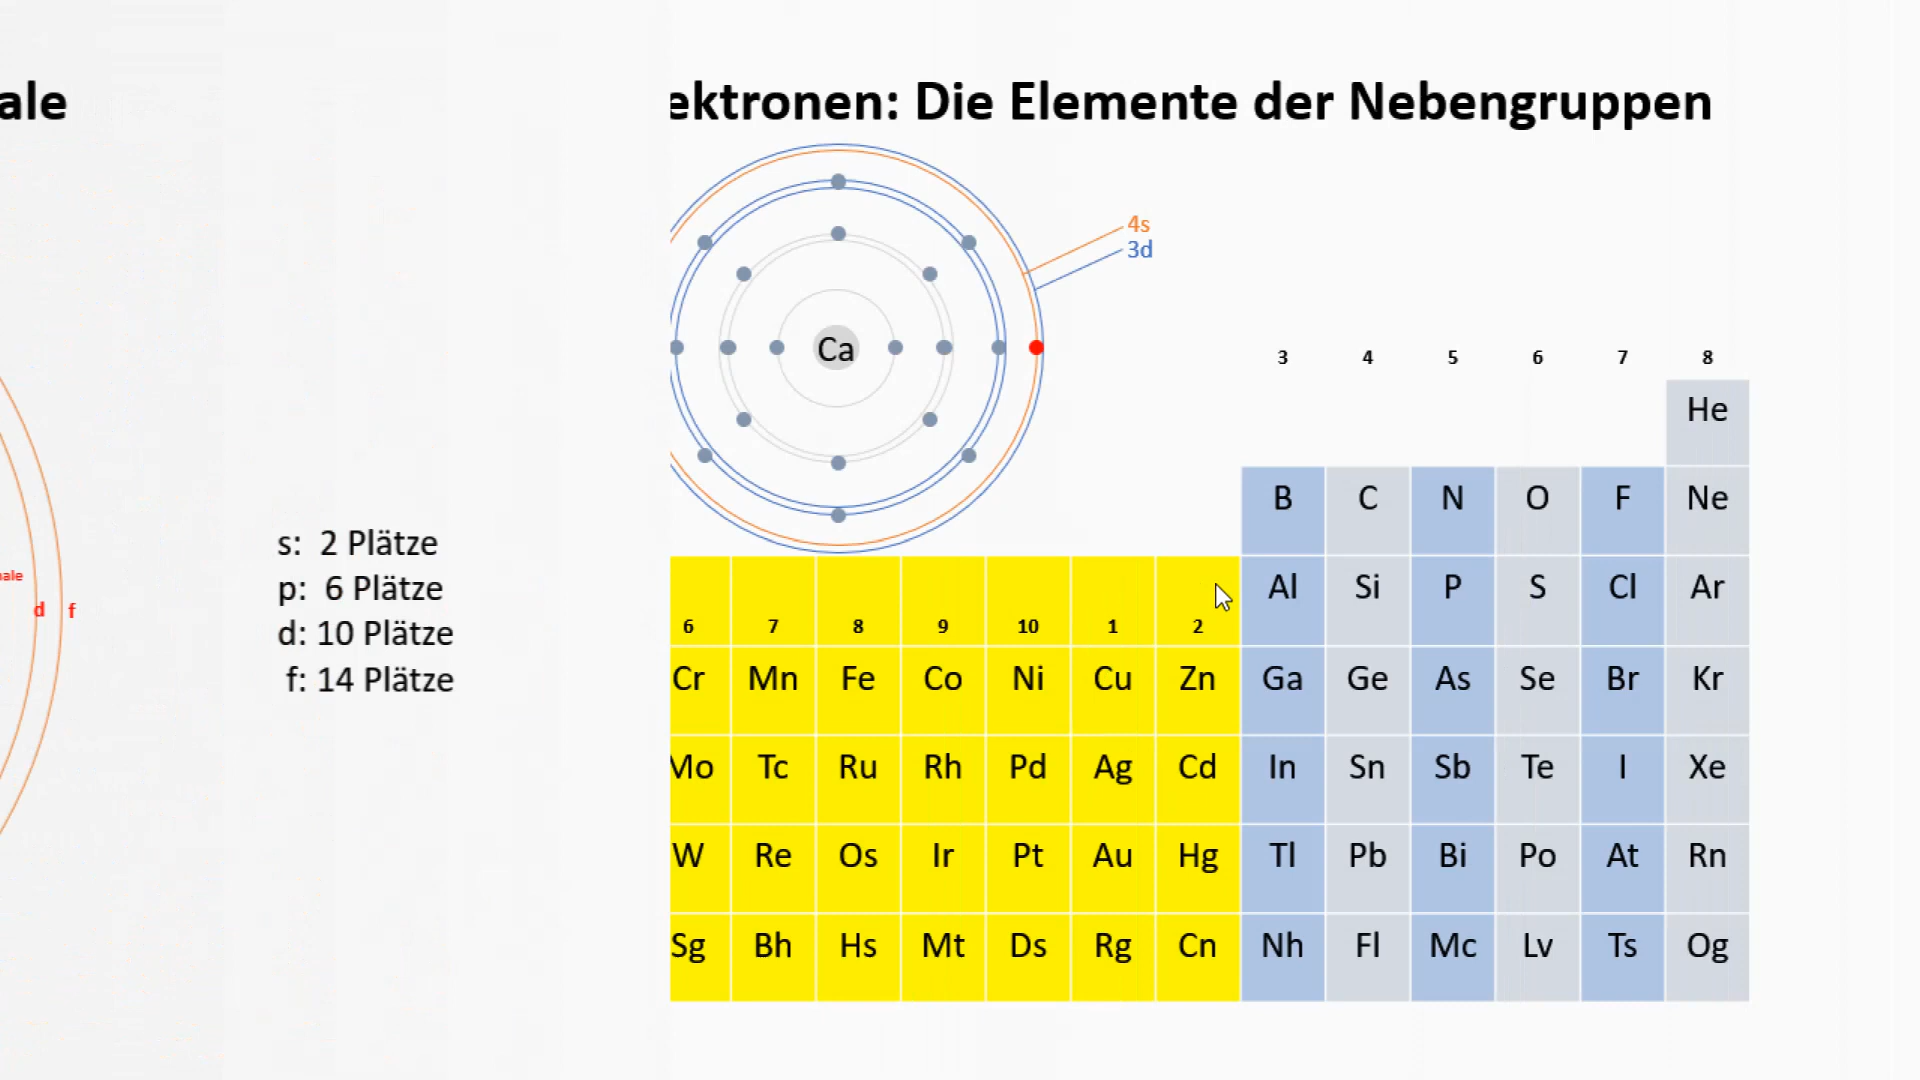 ale
ektronen: Die Elemente der Nebengruppen
4s
3d
Ca
s: 2 Plätze
p: 6 Plätze
d: 10 Plätze
f: 14 Plätze
nale
d f
3 4 5 6 7 8
He
B C N O F Ne
Al Si P S Cl Ar
6 7 8 9 10 1 2
Cr Mn Fe Co Ni Cu Zn Ga Ge As Se Br Kr
Mo Tc Ru Rh Pd Ag Cd In Sn Sb Te I Xe
W Re Os Ir Pt Au Hg Tl Pb Bi Po At Rn
Sg Bh Hs Mt Ds Rg Cn Nh Fl Mc Lv Ts Og